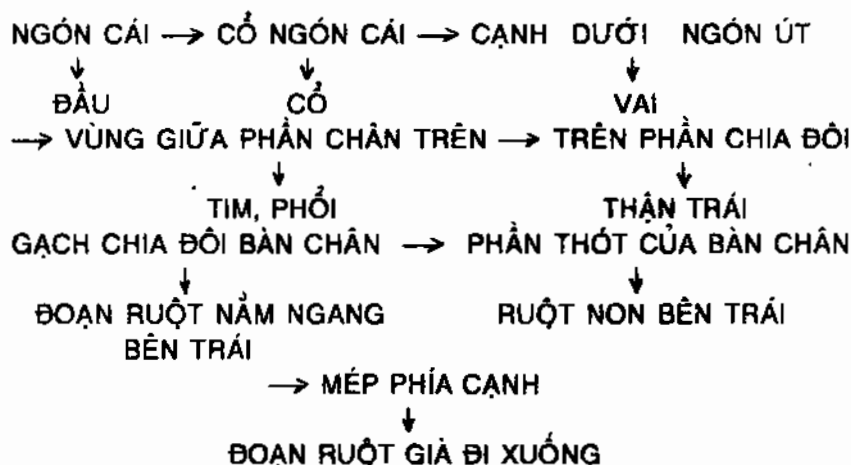 NGÓN CÁI → CỔ NGÓN CÁI → CẠNH DƯỚI NGÓN ÚT
↓ ↓ ↓
ĐẦU CỔ VAI
→ VÙNG GIỮA PHẦN CHÂN TRÊN → TRÊN PHẦN CHIA ĐÔI
↓ ↓
TIM, PHỔI THẬN TRÁI
GẠCH CHIA ĐÔI BÀN CHÂN → PHẦN THÓT CỦA BÀN CHÂN
↓ ↓
ĐOẠN RUỘT NẰM NGANG RUỘT NON BÊN TRÁI
BÊN TRÁI
→ MÉP PHÍA CẠNH
↓
ĐOẠN RUỘT GIÀ ĐI XUỐNG